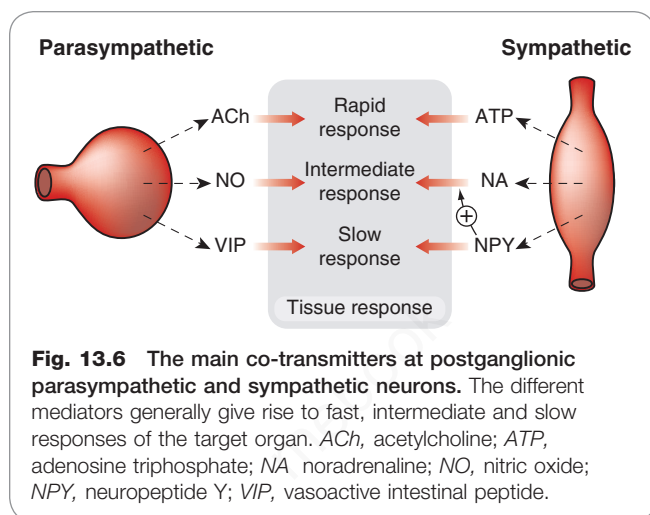 Parasympathetic Sympathetic
ACh Rapid response ATP
NO Intermediate response NA
+
VIP Slow response NPY
Tissue response
Fig. 13.6 The main co-transmitters at postganglionic
parasympathetic and sympathetic neurons. The different
mediators generally give rise to fast, intermediate and slow
responses of the target organ. ACh, acetylcholine; ATP,
adenosine triphosphate; NA noradrenaline; NO, nitric oxide;
NPY, neuropeptide Y; VIP, vasoactive intestinal peptide.